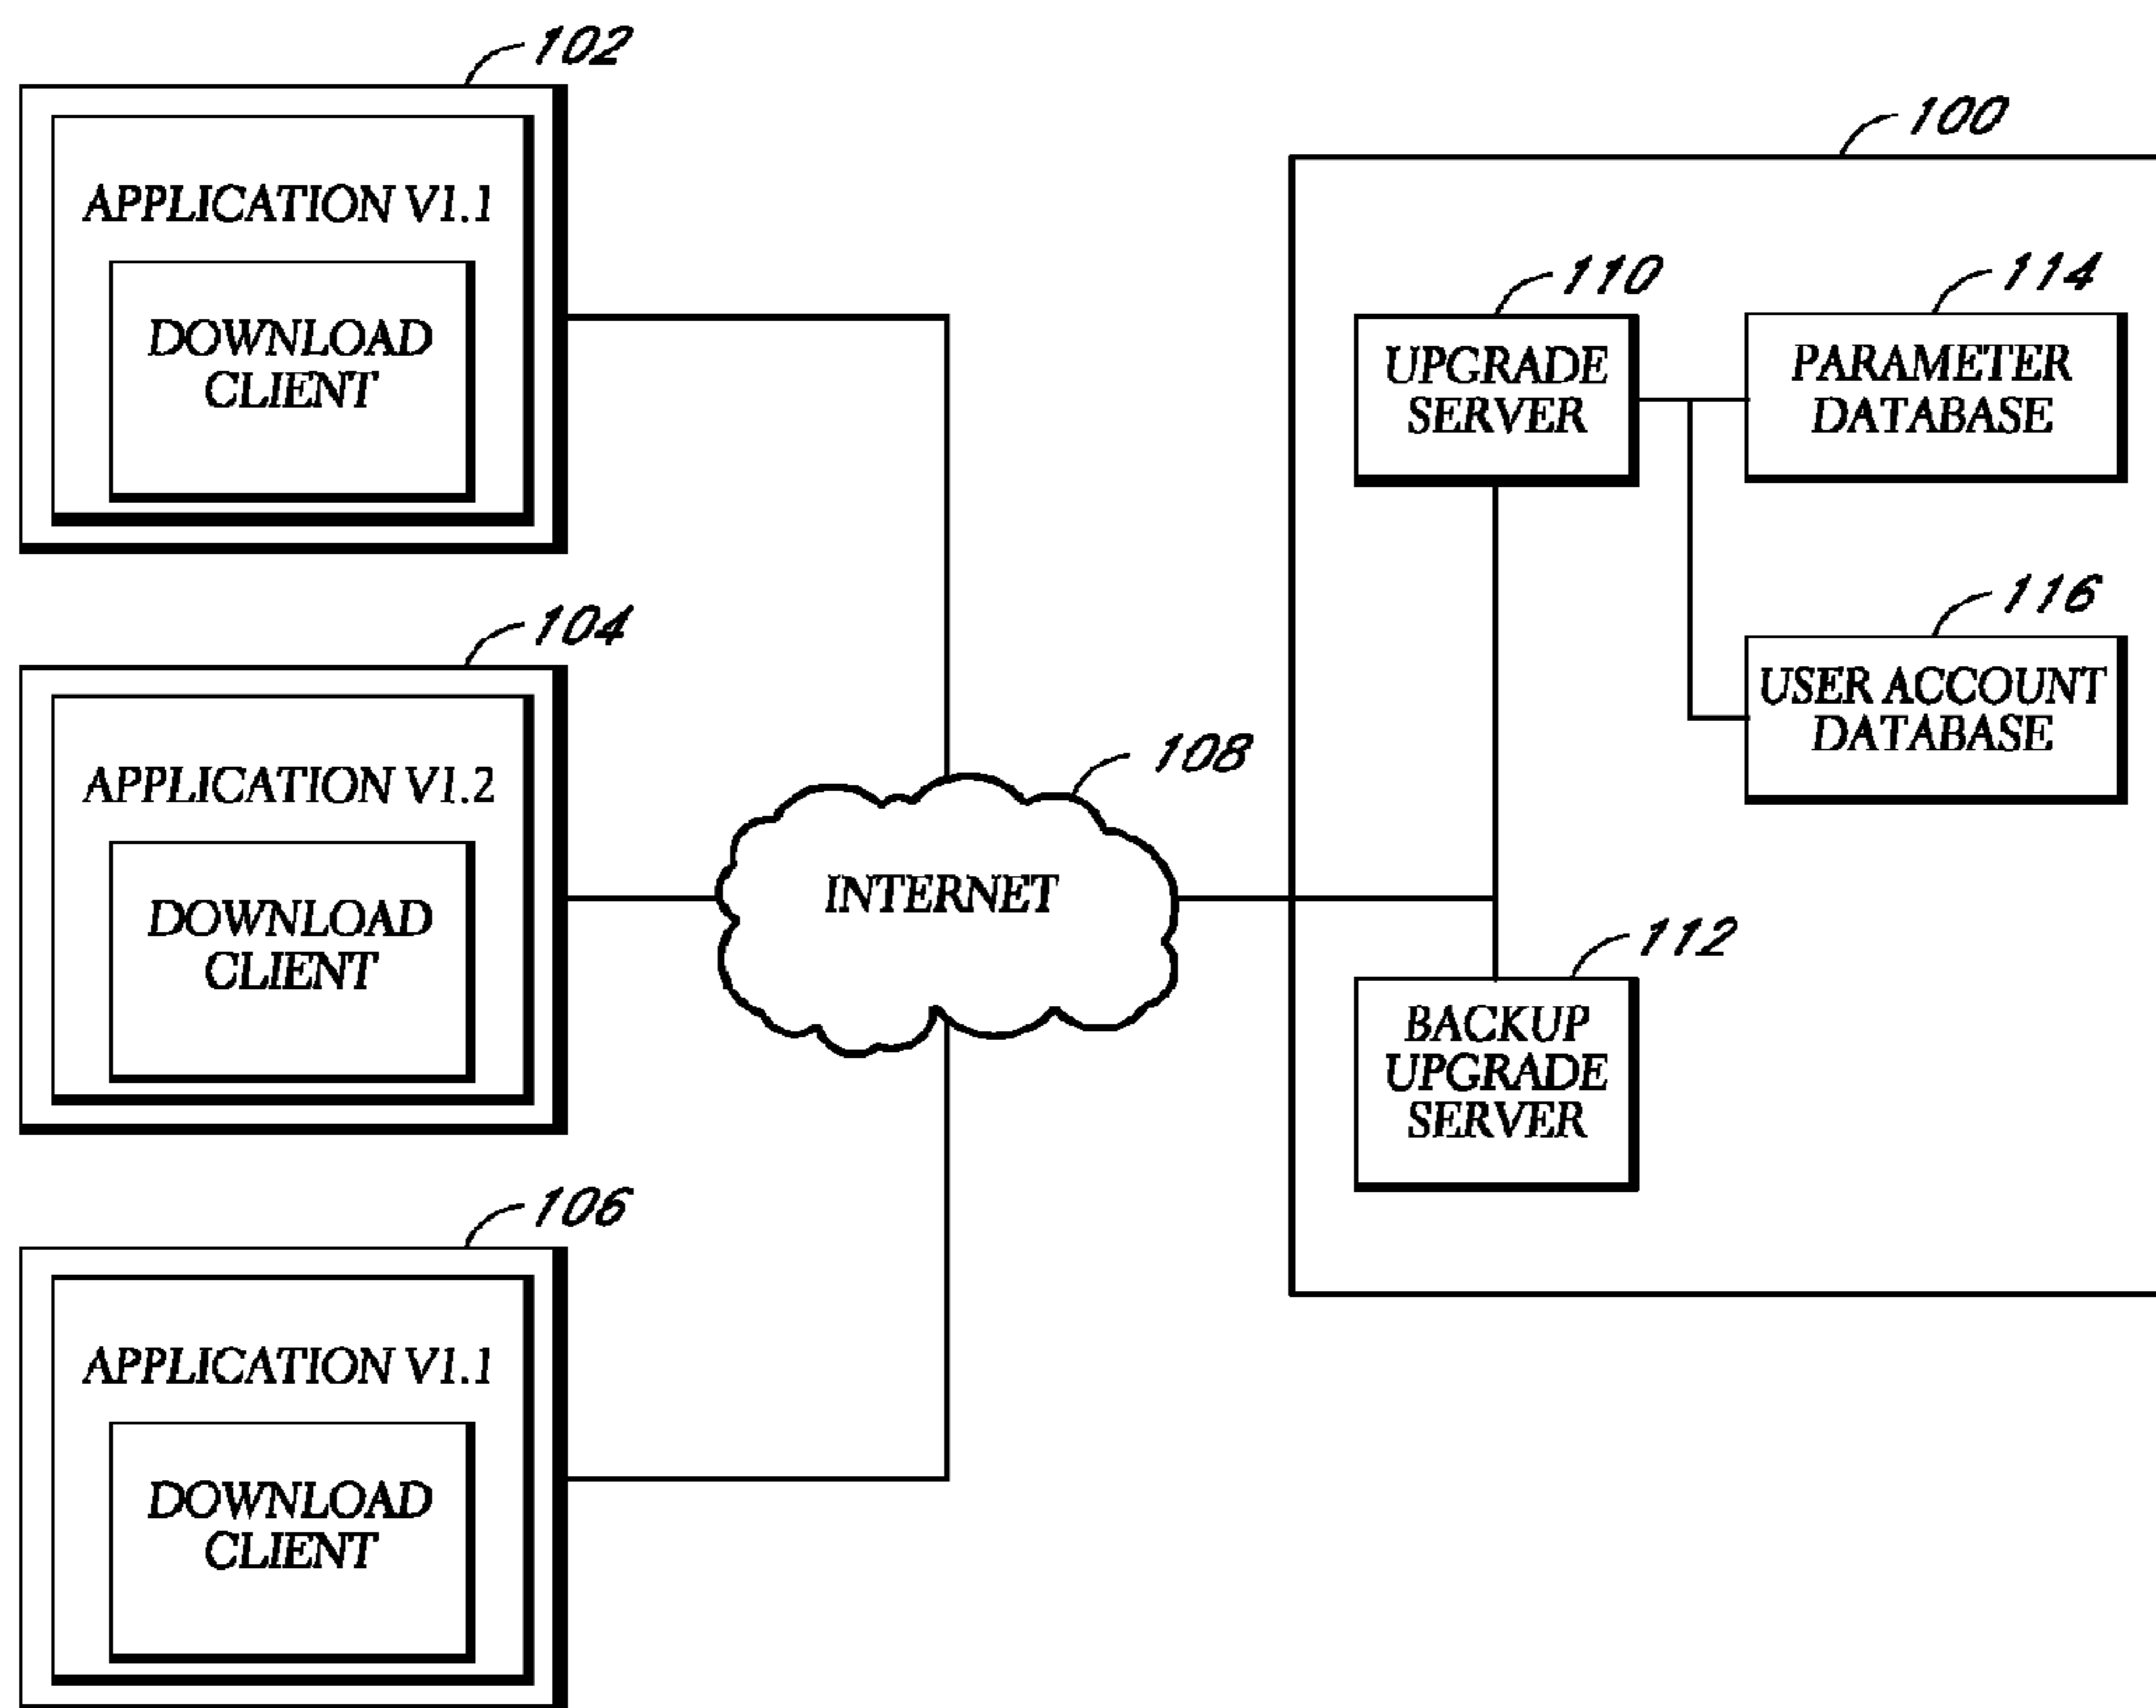 102
APPLICATION V1.1
DOWNLOAD
CLIENT
104
APPLICATION V1.2
DOWNLOAD
CLIENT
106
APPLICATION V1.1
DOWNLOAD
CLIENT
108
INTERNET
100
110
UPGRADE
SERVER
114
PARAMETER
DATABASE
116
USER ACCOUNT
DATABASE
112
BACKUP
UPGRADE
SERVER